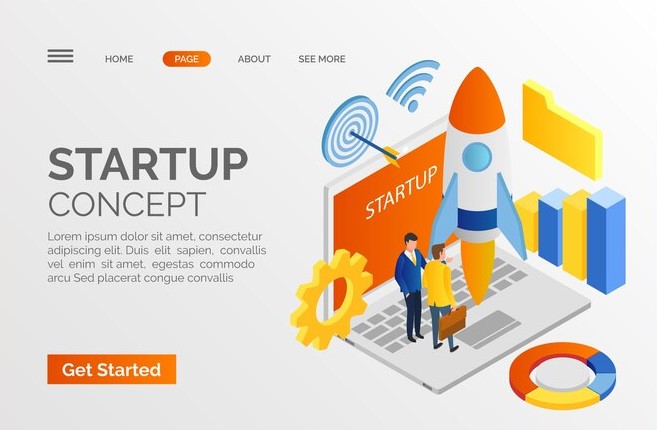 HOME PAGE ABOUT SEE MORE
STARTUP
CONCEPT
Lorem ipsum dolor sit amet, consectetur
adipiscing elit. Duis elit sapien, convallis
vel enim sit amet, egestas commodo
arcu Sed placerat congue convallis
Get Started
STARTUP